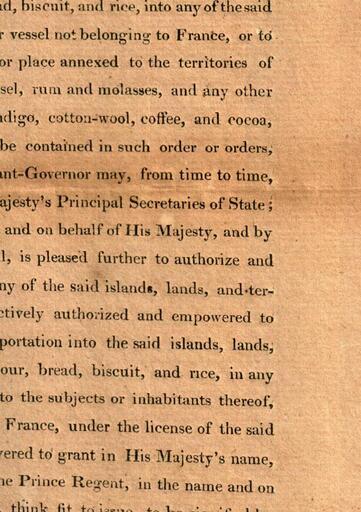 d, biscuit, and rice, into any of the said
r vessel not belonging to France, or to
or place annexed to the territories of
sel, rum and molasses, and any other
ndigo, cotton-wool, coffee, and cocoa,
be contained in such order or orders,
ant-Governor may, from time to time,
ajesty's Principal Secretaries of State;
and on behalf of His Majesty, and by
l, is pleased further to authorize and
ny of the said islands, lands, and ter-
ctively authorized and empowered to
portation into the said islands, lands,
our, bread, biscuit, and rice, in any
to the subjects or inhabitants thereof,
France, under the license of the said
vered to grant in His Majesty's name,
he Prince Regent, in the name and on
think fit to issue, to be